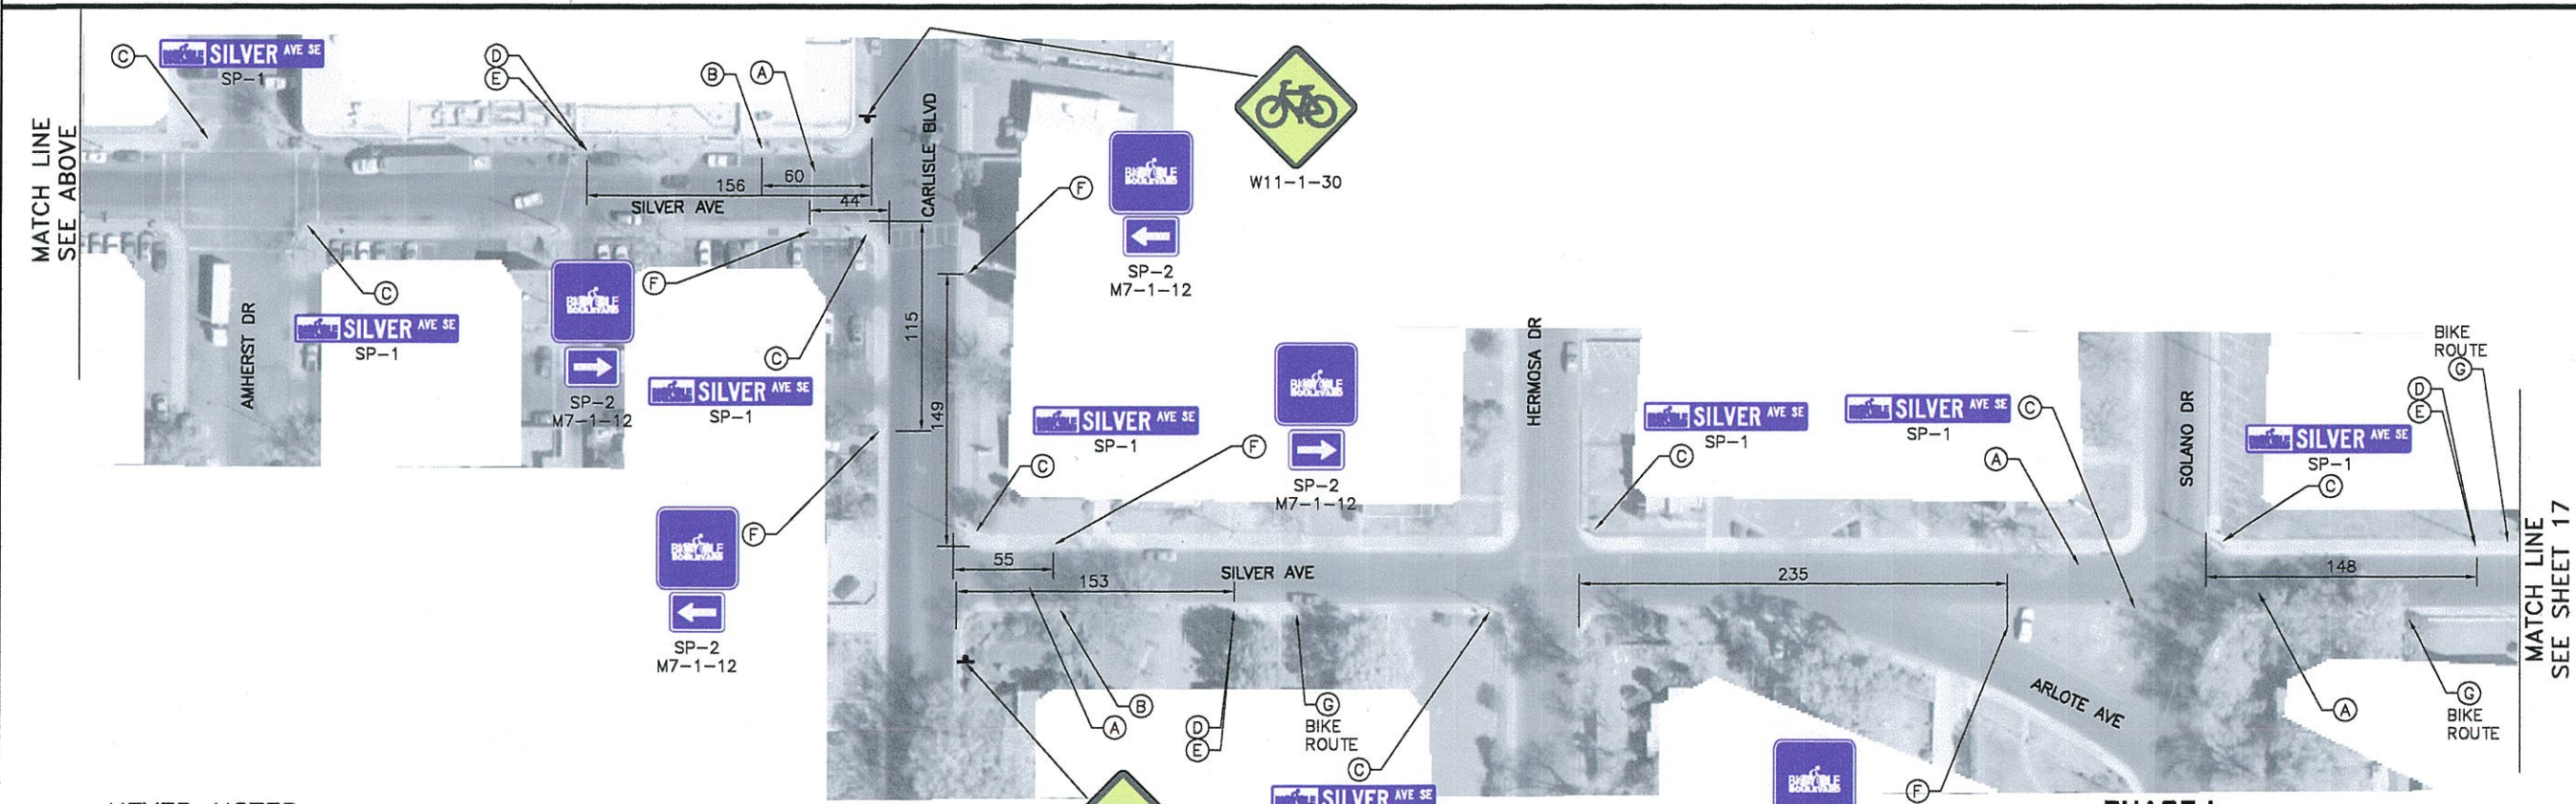 MATCH LINE
SEE ABOVE
C
SILVER AVE SE
SP-1
D
E
B
A
CARLISLE BLVD
W11-1-30
156
60
44
SILVER AVE
F
BOULEVARD
SP-2
M7-1-12
AMHERST DR
C
SILVER AVE SE
SP-1
BOULEVARD
SP-2
M7-1-12
F
C
SILVER AVE SE
SP-1
115
149
BOULEVARD
SP-2
M7-1-12
F
C
SILVER AVE SE
SP-1
F
BOULEVARD
SP-2
M7-1-12
HERMOSA DR
C
SILVER AVE SE
SP-1
SILVER AVE SE
SP-1
C
A
SOLANO DR
SILVER AVE SE
SP-1
C
BIKE
ROUTE
G
D
E
MATCH LINE
SEE SHEET 17
55
153
SILVER AVE
235
148
B
A
D
E
G
BIKE
ROUTE
C
SILVER AVE SE
ARLOTE AVE
F
A
G
BIKE
ROUTE